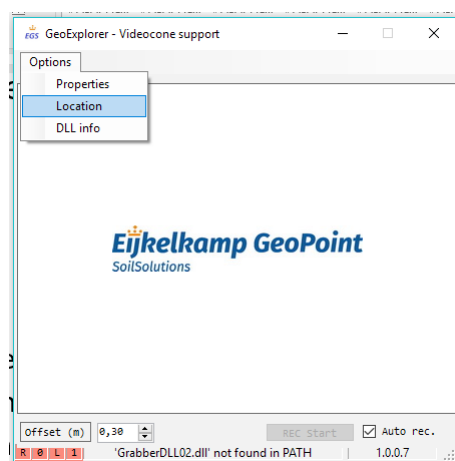 EGS GeoExplorer - Videocone support
Options
Properties
Location
DLL info
Eijkelkamp GeoPoint
SoilSolutions
Offset (m) 0,30 REC Start Auto rec.
R 0 L 1 'GrabberDLL02.dll' not found in PATH 1.0.0.7